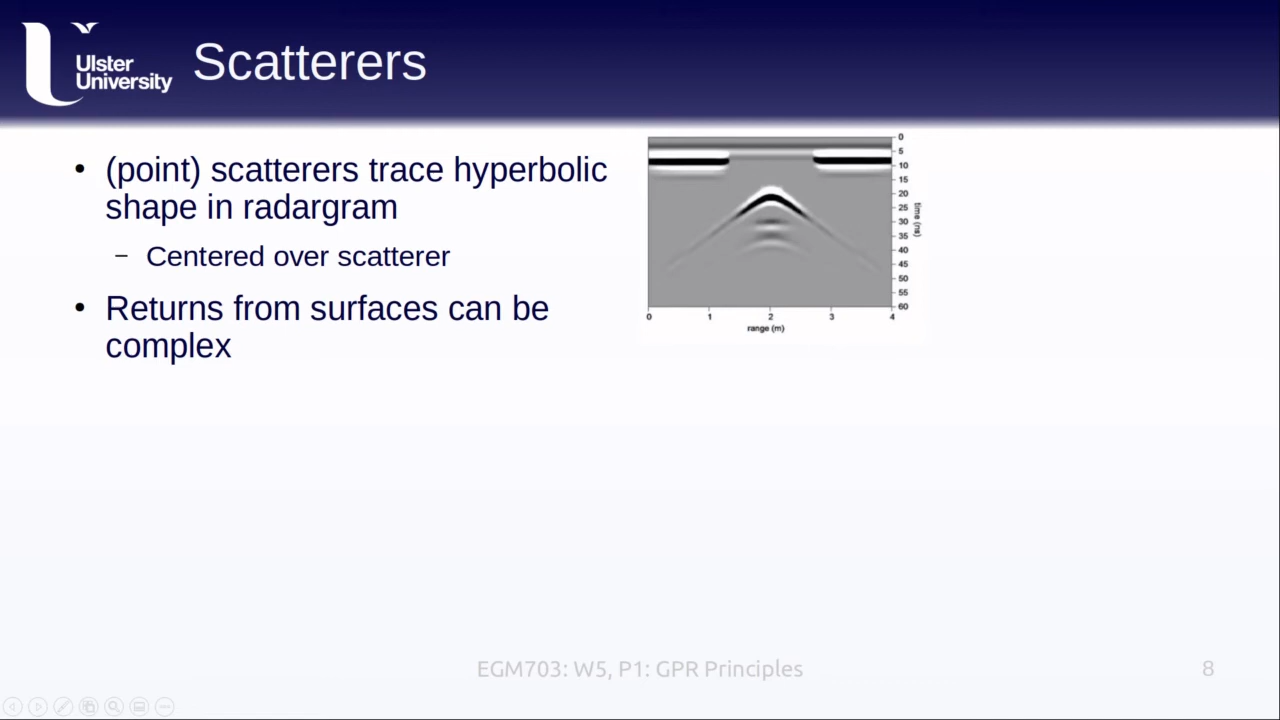 Ulster
University
Scatterers
• (point) scatterers trace hyperbolic
shape in radargram
– Centered over scatterer
• Returns from surfaces can be
complex
0
5
10
15
20
25
30
35
40
45
50
55
60
time (ns)
0 1 2 3 4
range (m)
EGM703: W5, P1: GPR Principles
8